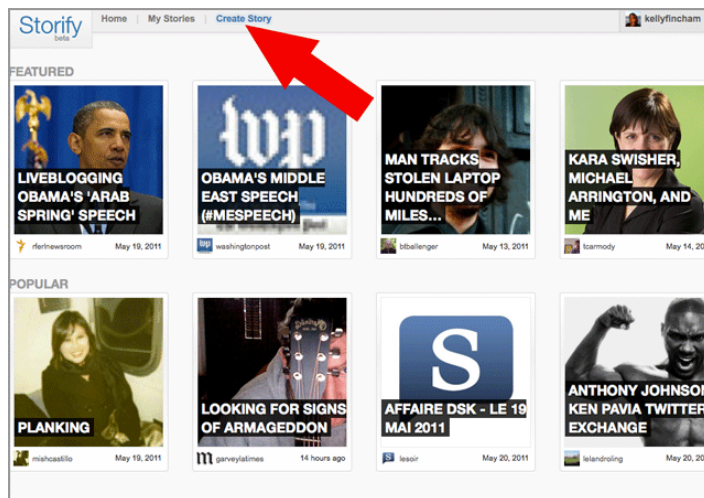 Storify
beta
Home | My Stories | Create Story
kellyfincham
FEATURED
LIVEBLOGGING
OBAMA'S 'ARAB
SPRING' SPEECH
rferlnewsroom May 19, 2011
wp
OBAMA'S MIDDLE
EAST SPEECH
(#MESPEECH)
wp washingtonpost May 19, 2011
MAN TRACKS
STOLEN LAPTOP
HUNDREDS OF
MILES...
btballenger May 13, 2011
KARA SWISHER,
MICHAEL
ARRINGTON, AND
ME
tcarmody May 14, 20
POPULAR
PLANKING
mishcastillo May 19, 2011
LOOKING FOR SIGNS
OF ARMAGEDDON
m garveylatimes 14 hours ago
S
AFFAIRE DSK - LE 19
MAI 2011
S lesoir May 20, 2011
ANTHONY JOHNSON
KEN PAVIA TWITTER
EXCHANGE
lelandroling May 20, 20